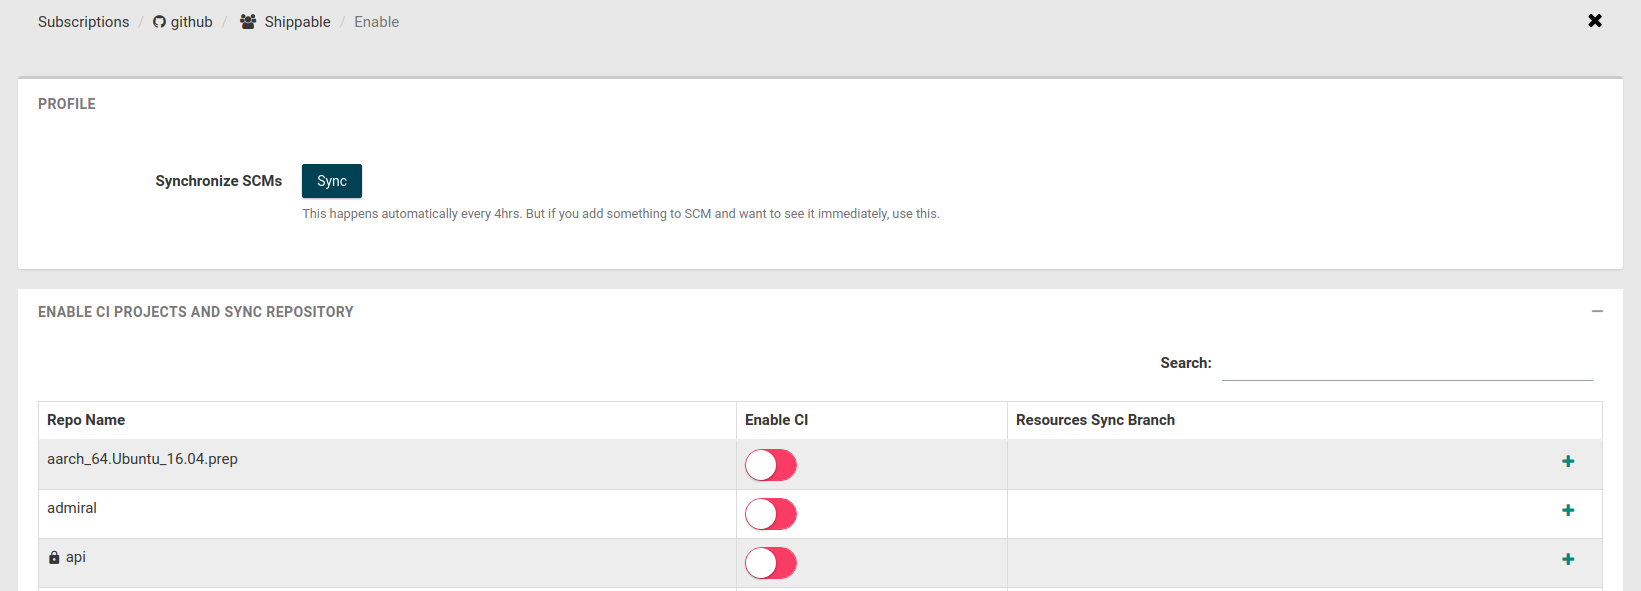 Subscriptions / github / Shippable / Enable
PROFILE
Synchronize SCMs Sync
This happens automatically every 4hrs. But if you add something to SCM and want to see it immediately, use this.
ENABLE CI PROJECTS AND SYNC REPOSITORY
Search:
Repo Name Enable CI Resources Sync Branch
aarch_64.Ubuntu_16.04.prep
admiral
api